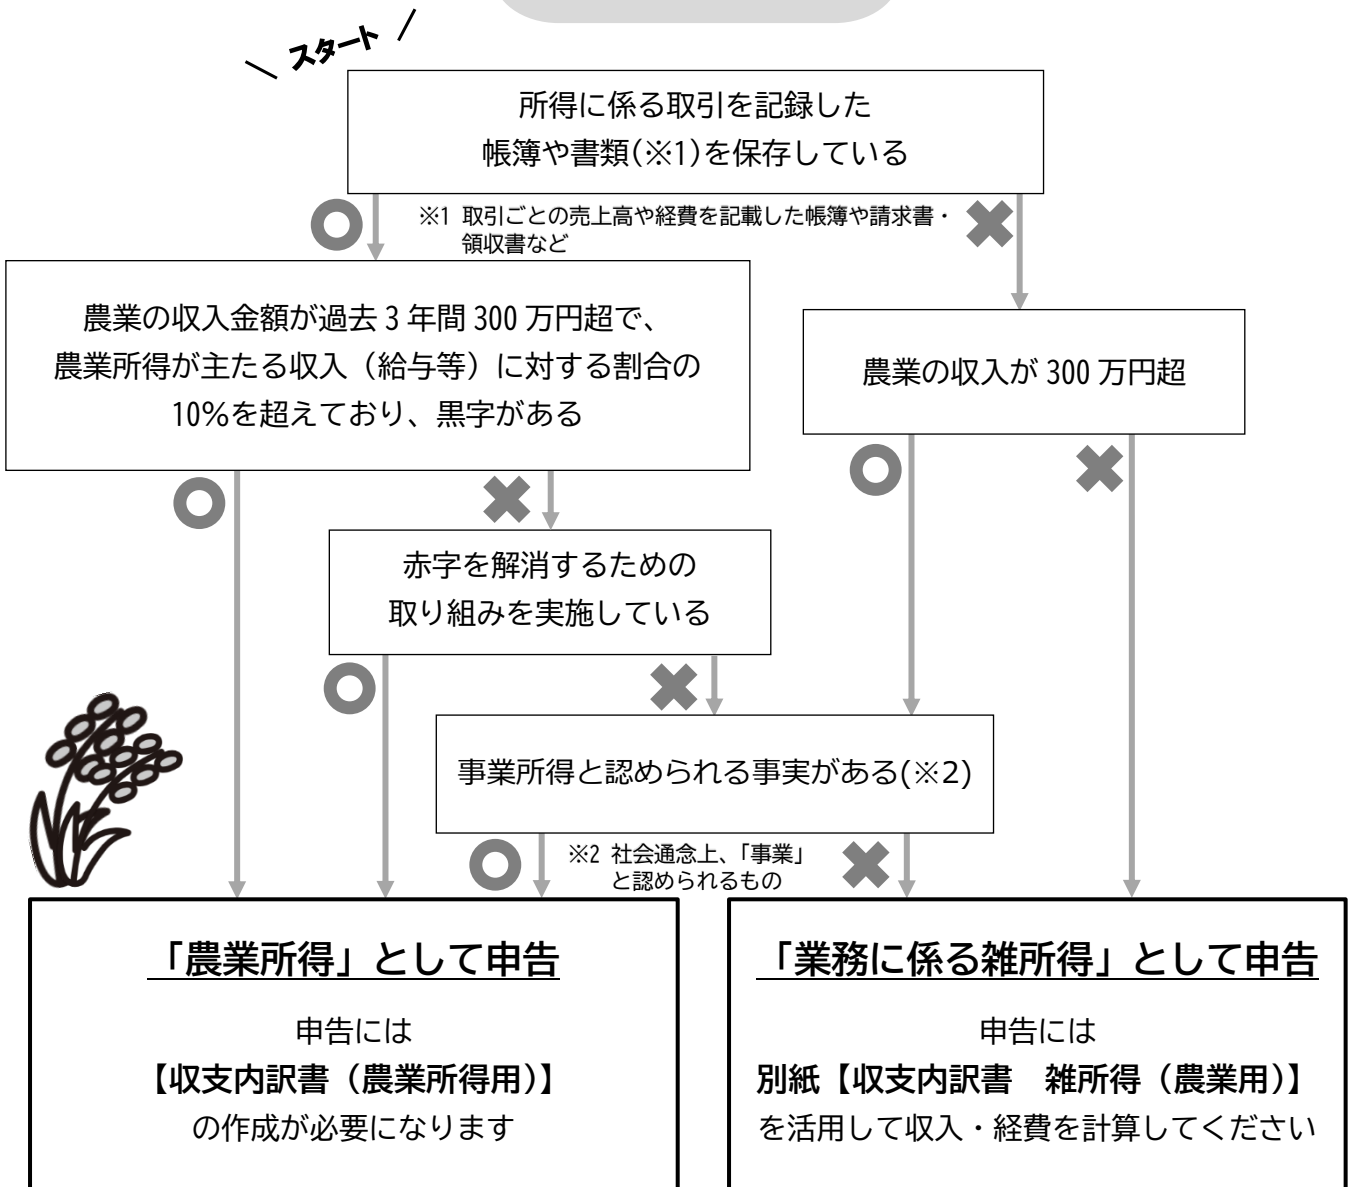 \ スタート /
所得に係る取引を記録した
帳簿や書類(※1)を保存している
※1 取引ごとの売上高や経費を記載した帳簿や請求書・
領収書など
農業の収入金額が過去3年間300万円超で、
農業所得が主たる収入（給与等）に対する割合の
10%を超えており、黒字がある
農業の収入が300万円超
赤字を解消するための
取り組みを実施している
事業所得と認められる事実がある(※2)
※2 社会通念上、「事業」
と認められるもの
「農業所得」として申告
申告には
【収支内訳書（農業所得用）】
の作成が必要になります
「業務に係る雑所得」として申告
申告には
別紙【収支内訳書　雑所得（農業用）】
を活用して収入・経費を計算してください